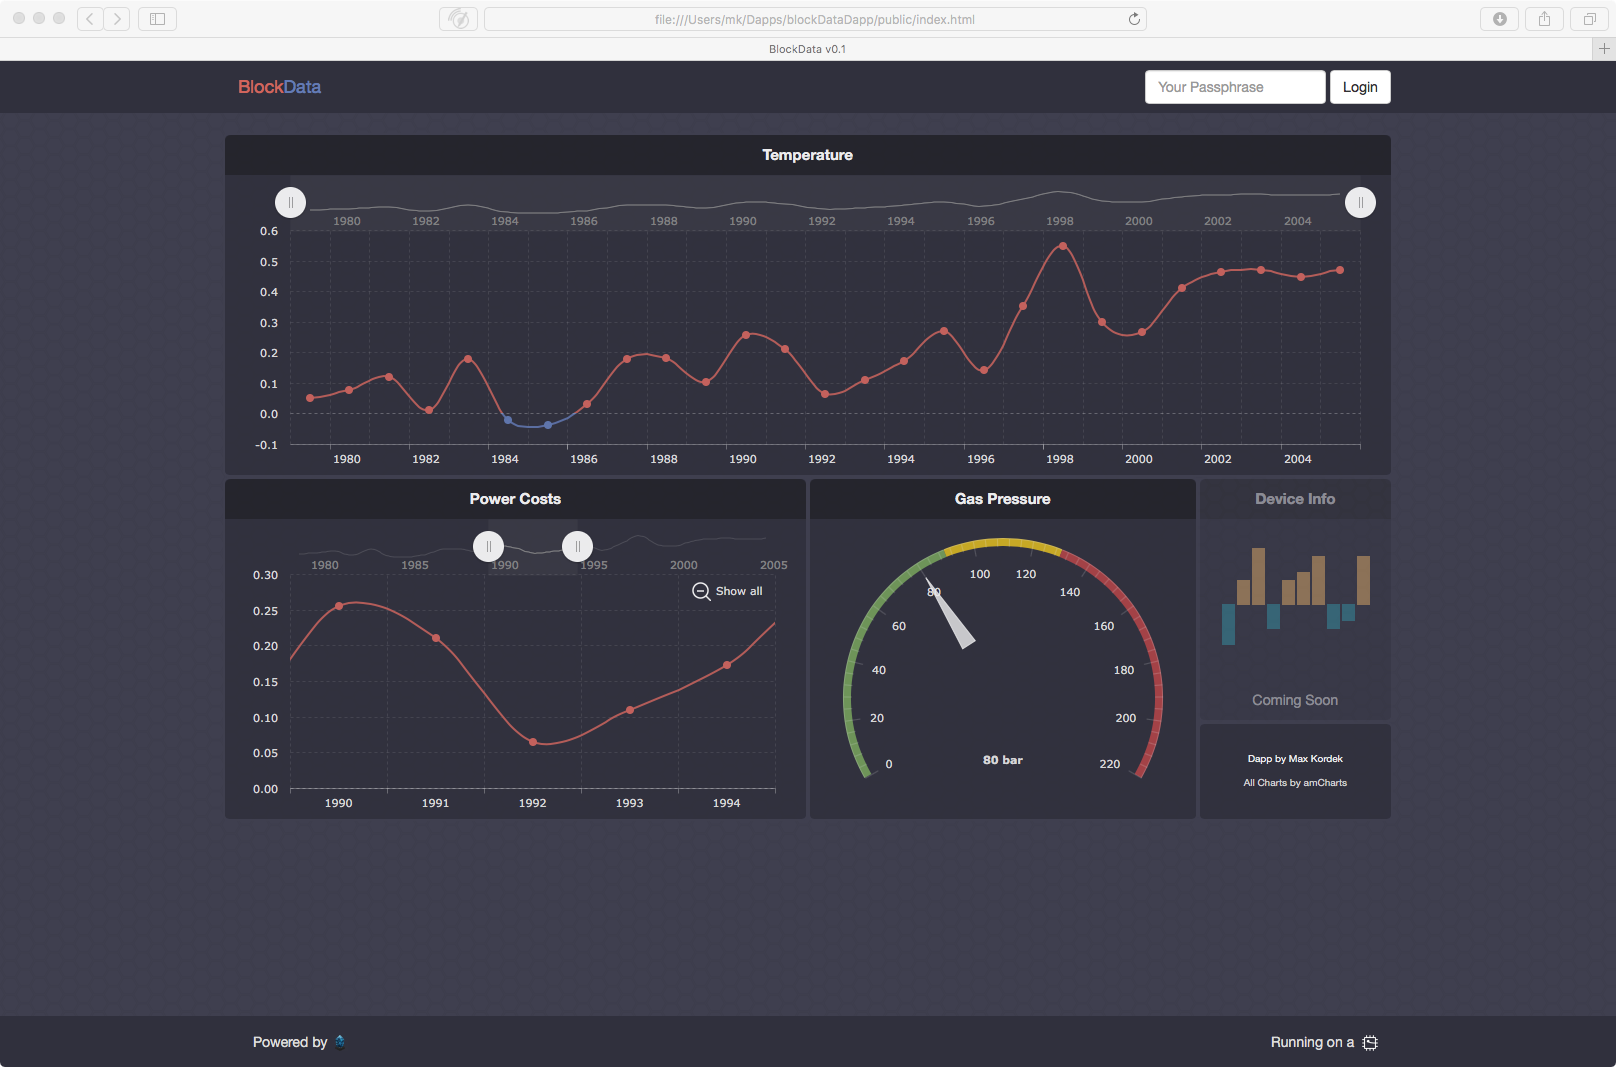 file:///Users/mk/Dapps/blockDataDapp/public/index.html
BlockData v0.1
BlockData
Your Passphrase
Login
Temperature
1980 1982 1984 1986 1988 1990 1992 1994 1996 1998 2000 2002 2004
0.6
0.5
0.4
0.3
0.2
0.1
0.0
-0.1
1980 1982 1984 1986 1988 1990 1992 1994 1996 1998 2000 2002 2004
Power Costs
1980 1985 1990 1995 2000 2005
Show all
0.30
0.25
0.20
0.15
0.10
0.05
0.00
1990 1991 1992 1993 1994
Gas Pressure
0
20
40
60
80
100
120
140
160
180
200
220
80 bar
Device Info
Coming Soon
Dapp by Max Kordek
All Charts by amCharts
Powered by
Running on a